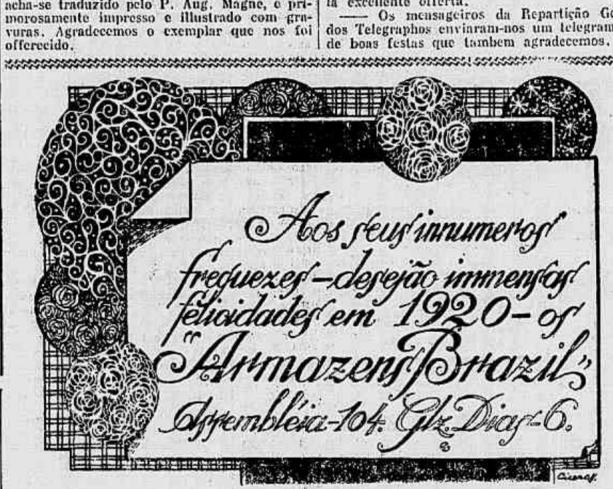 acha-se traduzido pelo P. Aug. Magne, e pri-
morosamente impresso e illustrado com gra-
vuras. Agradecemos o exemplar que nos foi
offerecido.
la excellente offerta.
—— Os mensageiros da Repartição Ge
dos Telegraphos enviaram-nos um telegram
de boas festas que tambem agradecemos.
Aos seus innumeros
freguezes-desejão immensas
felicidades em 1920-os
"Armazens Brazil"
Assembléia-104. Glz. Dias-6.